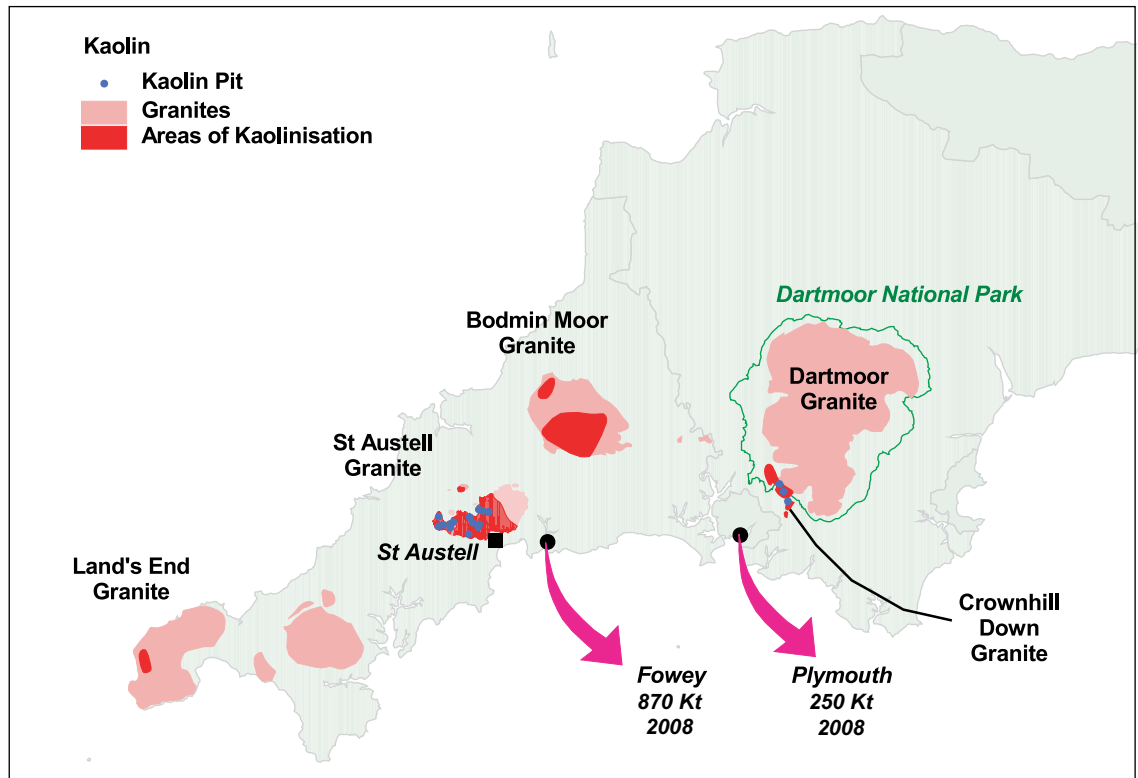 Kaolin
Kaolin Pit
Granites
Areas of Kaolinisation
Dartmoor National Park
Bodmin Moor
Granite
Dartmoor
Granite
St Austell
Granite
St Austell
Land's End
Granite
Crownhill
Down
Granite
Fowey
870 Kt
2008
Plymouth
250 Kt
2008